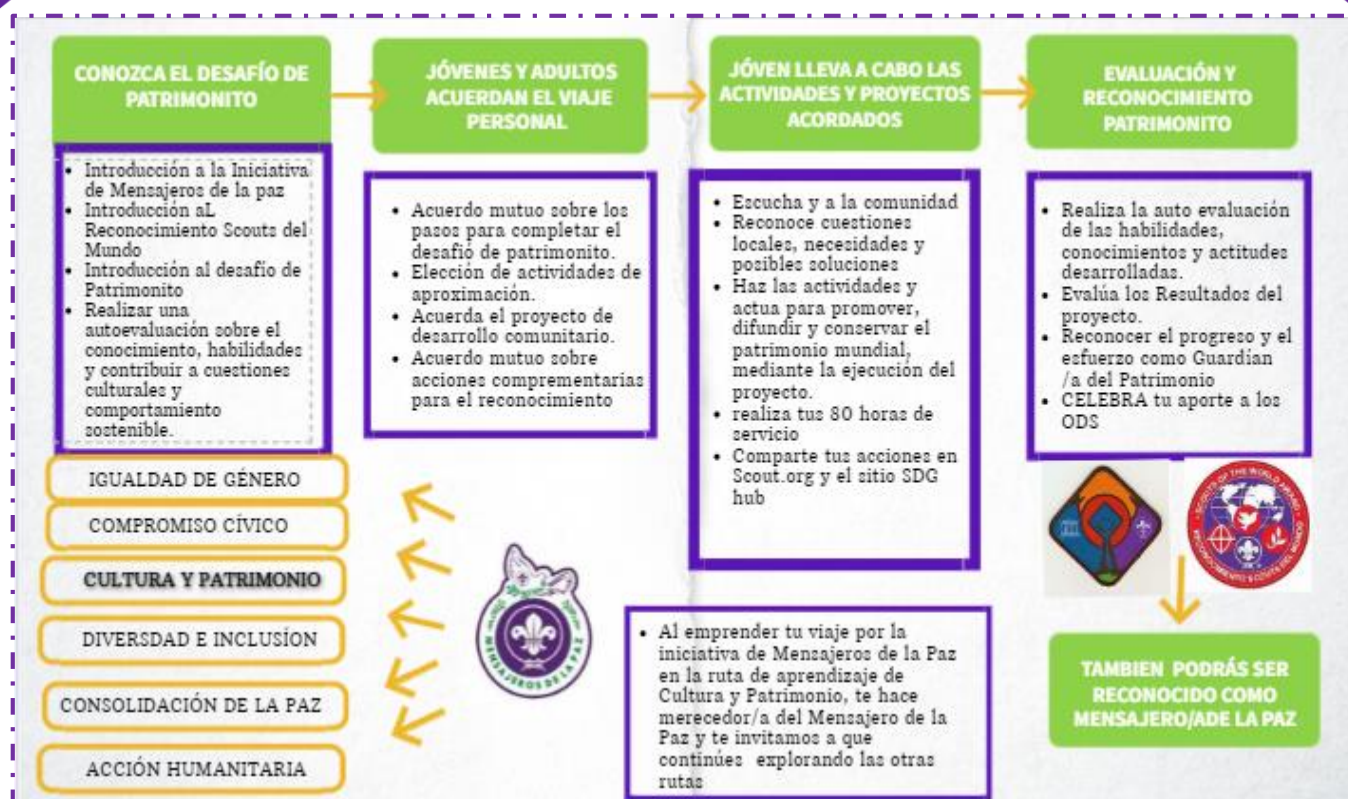 CONOZCA EL DESAFÍO DE
PATRIMONITO
• Introducción a la Iniciativa
de Mensajeros de la paz
• Introducción aL
Reconocimiento Scouts del
Mundo
• Introducción al desafío de
Patrimonito
• Realizar una
autoevaluación sobre el
conocimiento, habilidades
y contribuir a cuestiones
culturales y
comportamiento
sostenible.
JÓVENES Y ADULTOS
ACUERDAN EL VIAJE
PERSONAL
• Acuerdo mutuo sobre los
pasos para completar el
desafió de patrimonito.
• Elección de actividades de
aproximación.
• Acuerda el proyecto de
desarrollo comunitario.
• Acuerdo mutuo sobre
acciones comprementarias
para el reconocimiento
JÓVEN LLEVA A CABO LAS
ACTIVIDADES Y PROYECTOS
ACORDADOS
• Escucha y a la comunidad
• Reconoce cuestiones
locales, necesidades y
posibles soluciones
• Haz las actividades y
actua para promover,
difundir y conservar el
patrimonio mundial,
mediante la ejecución del
proyecto.
• realiza tus 80 horas de
servicio
• Comparte tus acciones en
Scout.org y el sitio SDG
hub
EVALUACIÓN Y
RECONOCIMIENTO
PATRIMONITO
• Realiza la auto evaluación
de las habilidades,
conocimientos y actitudes
desarrolladas.
• Evalúa los Resultados del
proyecto.
• Reconocer el progreso y el
esfuerzo como Guardian
/a del Patrimonio
• CELEBRA tu aporte a los
ODS
IGUALDAD DE GÉNERO
COMPROMISO CÍVICO
CULTURA Y PATRIMONIO
DIVERSDAD E INCLUSÍON
CONSOLIDACIÓN DE LA PAZ
ACCIÓN HUMANITARIA
MENSAJEROS DE LA PAZ
• Al emprender tu viaje por la
iniciativa de Mensajeros de la Paz
en la ruta de aprendizaje de
Cultura y Patrimonio, te hace
merecedor/a del Mensajero de la
Paz y te invitamos a que
continúes explorando las otras
rutas
SCOUTS OF THE WORLD AWARD
RECONOCIMIENTO SCOUTS DEL MUNDO
TAMBIEN PODRÁS SER
RECONOCIDO COMO
MENSAJERO/ADE LA PAZ